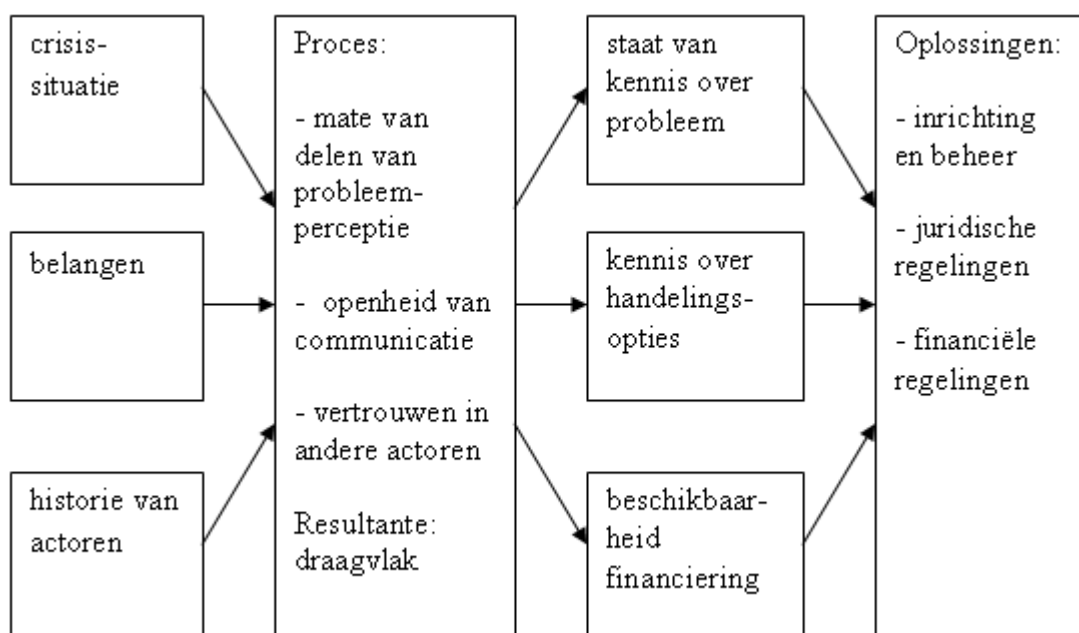 crisis-
situatie
belangen
historie van
actoren
Proces:
- mate van
delen van
probleem-
perceptie
- openheid van
communicatie
- vertrouwen in
andere actoren
Resultante:
draagvlak
staat van
kennis over
probleem
kennis over
handelings-
opties
beschikbaar-
heid
financiering
Oplossingen:
- inrichting
en beheer
- juridische
regelingen
- financiële
regelingen